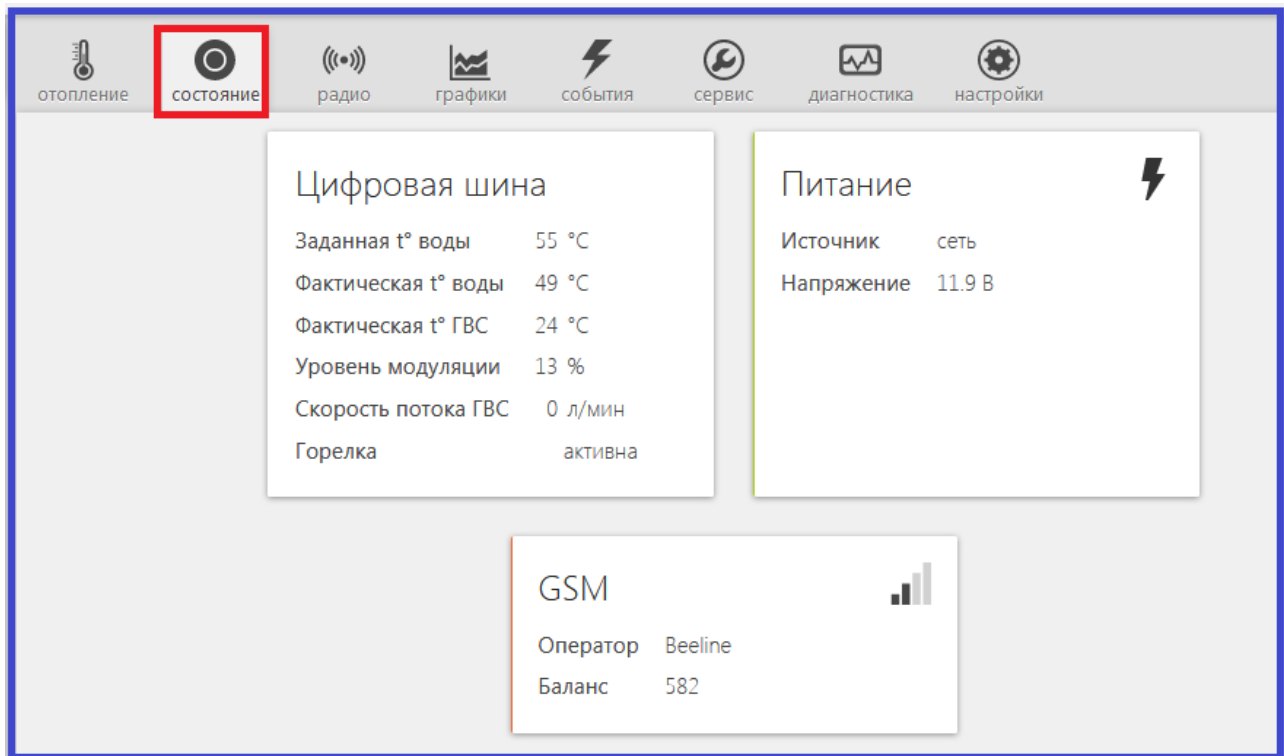 отопление состояние радио графики события сервис диагностика настройки
Цифровая шина
Заданная t° воды 55 °C
Фактическая t° воды 49 °C
Фактическая t° ГВС 24 °C
Уровень модуляции 13 %
Скорость потока ГВС 0 л/мин
Горелка активна
Питание
Источник сеть
Напряжение 11.9 В
GSM
Оператор Beeline
Баланс 582